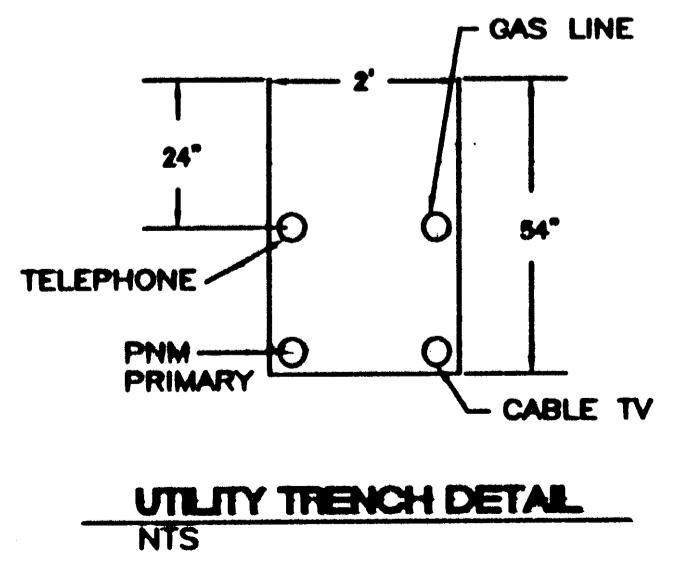 GAS LINE
2'
24"
54"
TELEPHONE
PNM
PRIMARY
CABLE TV
UTILITY TRENCH DETAIL
NTS